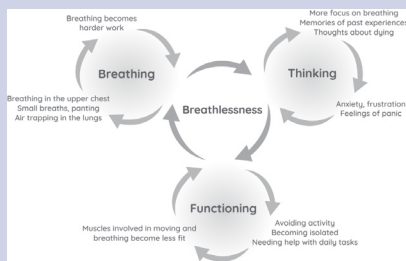 Breathing becomes
harder work
Breathing
Breathing in the upper chest
Small breaths, panting
Air trapping in the lungs
More focus on breathing
Memories of past experiences
Thoughts about dying
Thinking
Anxiety, frustration
Feelings of panic
Breathlessness
Functioning
Muscles involved in moving and
breathing become less fit
Avoiding activity
Becoming isolated
Needing help with daily tasks